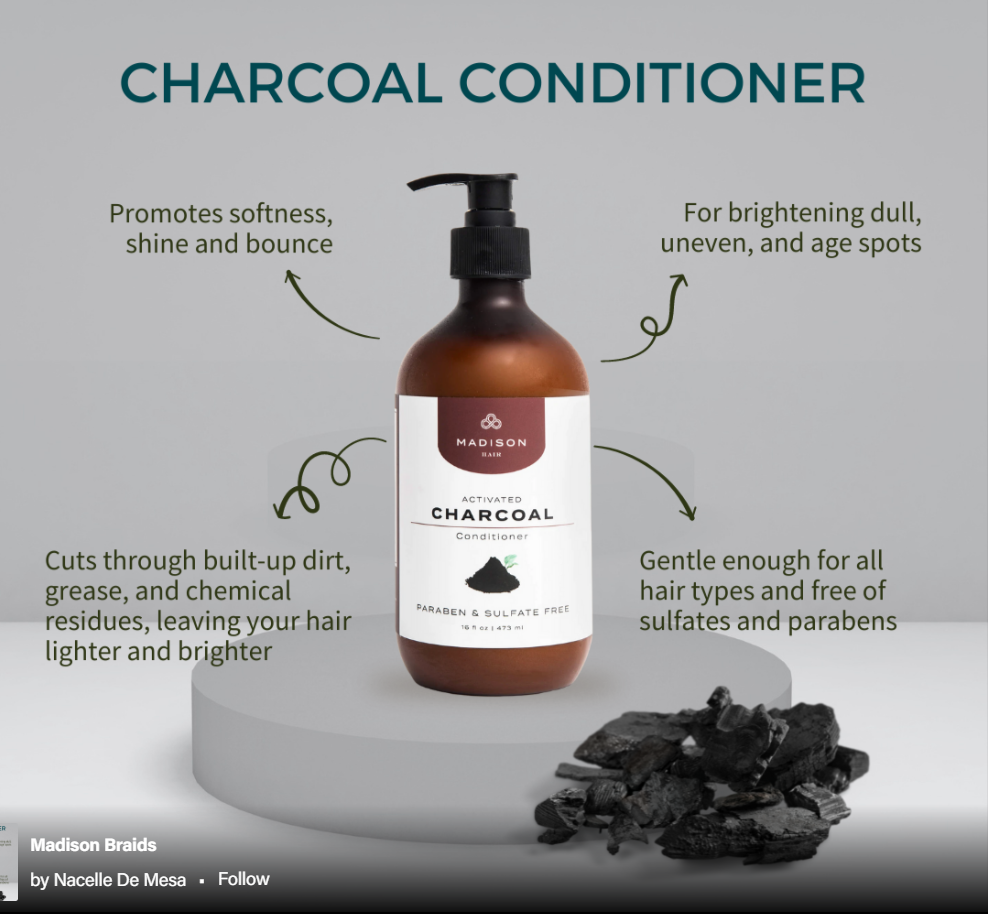 CHARCOAL CONDITIONER
Promotes softness,
shine and bounce
For brightening dull,
uneven, and age spots
MADISON
HAIR
ACTIVATED
CHARCOAL
Conditioner
PARABEN & SULFATE FREE
16 fl oz | 473 ml
Cuts through built-up dirt,
grease, and chemical
residues, leaving your hair
lighter and brighter
Gentle enough for all
hair types and free of
sulfates and parabens
Madison Braids
by Nacelle De Mesa • Follow